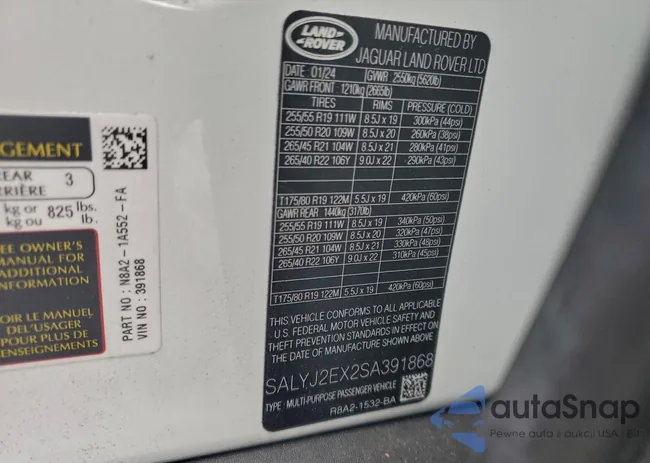 GEMENT
REAR
RRIÈRE
3
kg or 825 lbs.
kg ou lb.
EE OWNER'S
MANUAL FOR
ADDITIONAL
NFORMATION
OIR LE MANUEL
DEL'USAGER
POUR PLUS DE
RENSEIGNEMENTS
PART NO : N8A2 - 1A552 - FA
VIN NO : 391868
LAND-
-ROVER
MANUFACTURED BY
JAGUAR LAND ROVER LTD
DATE 01/24 GVWR 2550kg (5620lb)
GAWR FRONT 1210kg (2665lb)
TIRES RIMS PRESSURE (COLD)
255/55 R19 111W 8.5J x 19 300kPa (44psi)
255/50 R20 109W 8.5J x 20 260kPa (38psi)
265/45 R21 104W 8.5J x 21 280kPa (41psi)
265/40 R22 106Y 9.0J x 22 290kPa (43psi)
T175/80 R19 122M 5.5J x 19 420kPa (60psi)
GAWR REAR 1440kg (3170lb)
255/55 R19 111W 8.5J x 19 340kPa (50psi)
255/50 R20 109W 8.5J x 20 320kPa (47psi)
265/45 R21 104W 8.5J x 21 330kPa (48psi)
265/40 R22 106Y 9.0J x 22 310kPa (45psi)
T175/80 R19 122M 5.5J x 19 420kPa (60psi)
THIS VEHICLE CONFORMS TO ALL APPLICABLE
U.S. FEDERAL MOTOR VEHICLE SAFETY AND
THEFT PREVENTION STANDARDS IN EFFECT ON
THE DATE OF MANUFACTURE SHOWN ABOVE
SALYJ2EX2SA391868
TYPE : MULTI-PURPOSE PASSENGER VEHICLE
R8A2-1532-BA
autoSnap
Pewne auta z aukcji USA - EU